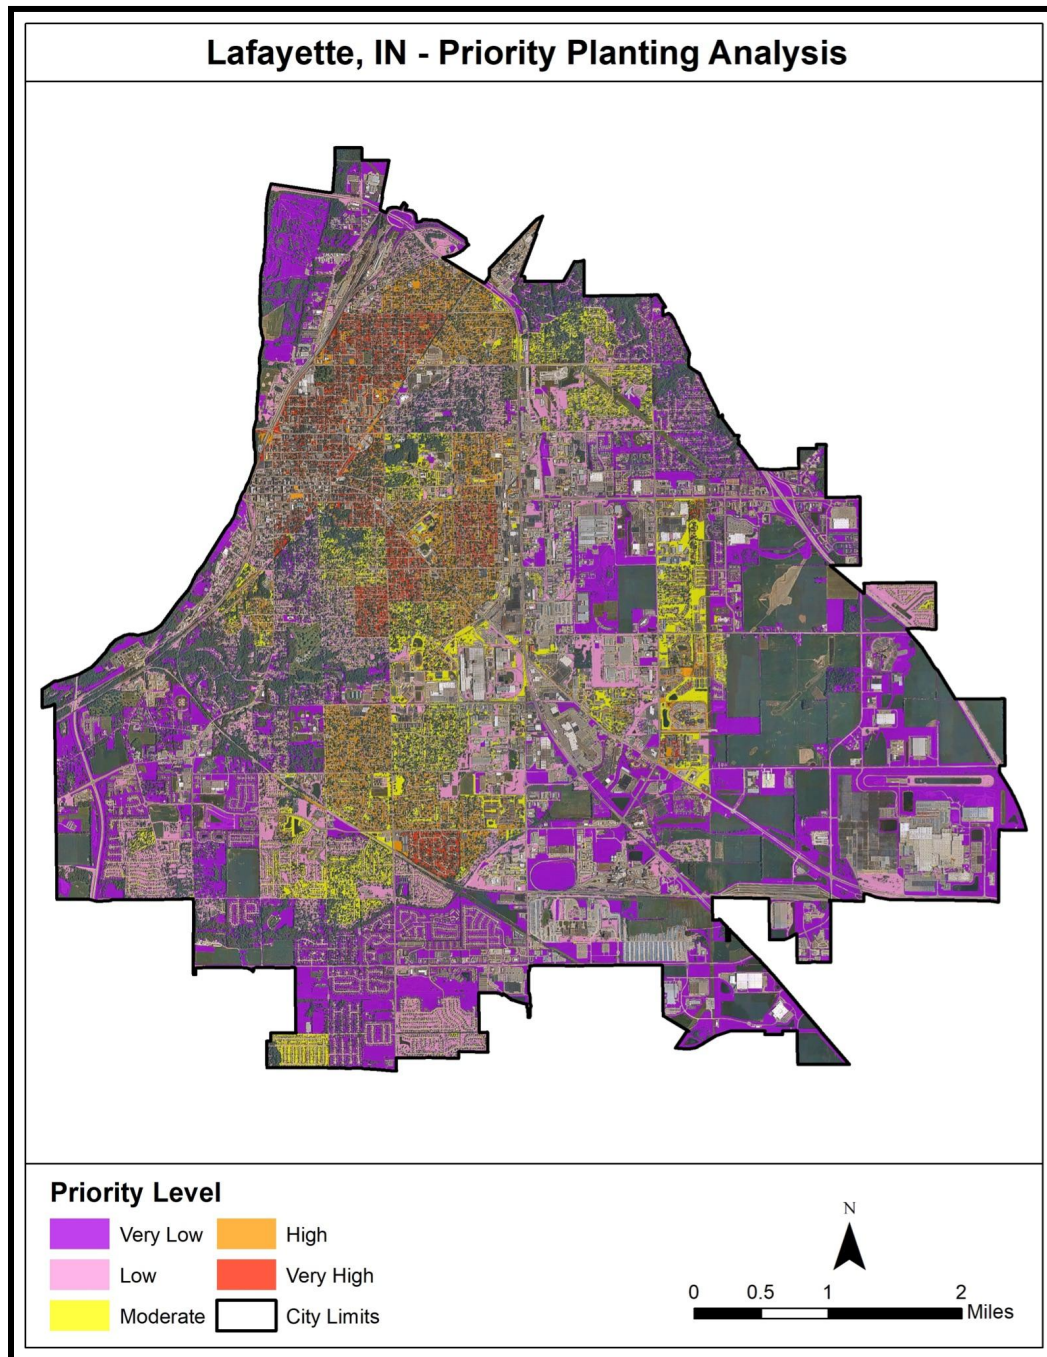 Lafayette, IN - Priority Planting Analysis
Priority Level
Very Low
High
Low
Very High
Moderate
City Limits
N
0 0.5 1 2
Miles